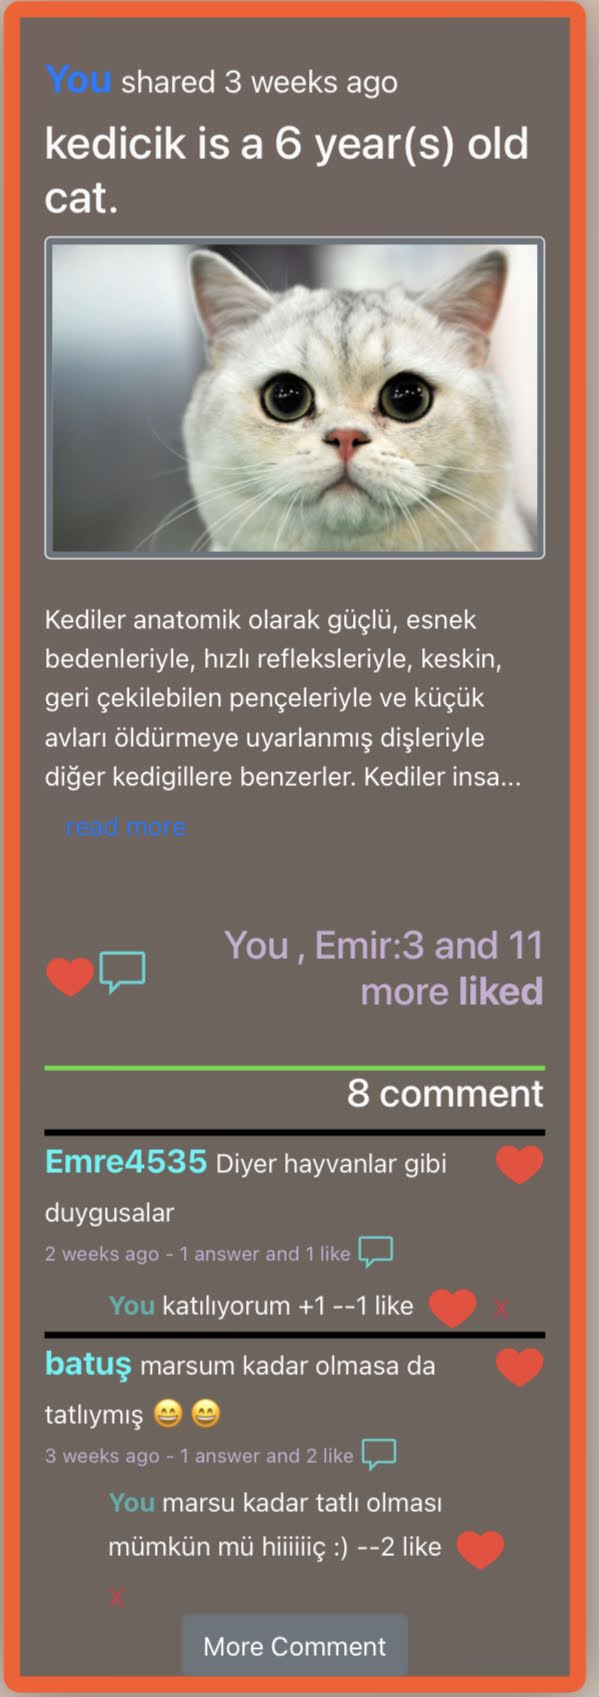 You shared 3 weeks ago
kedicik is a 6 year(s) old
cat.
Kediler anatomik olarak güçlü, esnek
bedenleriyle, hızlı refleksleriyle, keskin,
geri çekilebilen pençeleriyle ve küçük
avları öldürmeye uyarlanmış dişleriyle
diğer kedigillere benzerler. Kediler insa...
read more
You , Emir:3 and 11
more liked
8 comment
Emre4535 Diyer hayvanlar gibi
duygusalar
2 weeks ago - 1 answer and 1 like
You katılıyorum +1 --1 like X
batuş marsum kadar olmasa da
tatlıymış 😄 😄
3 weeks ago - 1 answer and 2 like
You marsu kadar tatlı olması
mümkün mü hiiiiiiç :) --2 like
X
More Comment